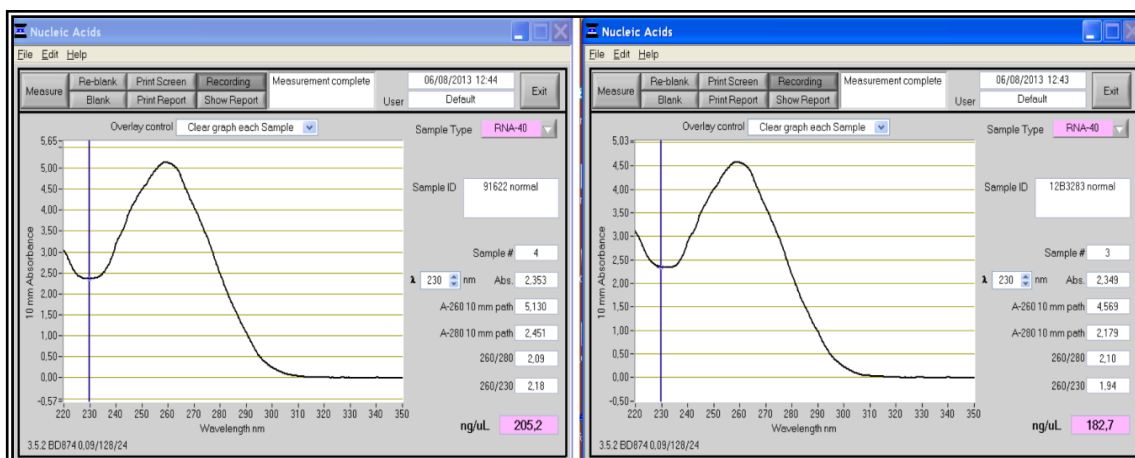 Nucleic Acids
File Edit Help
Measure
Re-blank Print Screen Recording
Blank Print Report Show Report
Measurement complete
06/08/2013 12:44
User Default
Exit
Overlay control Clear graph each Sample
Sample Type RNA-40
Sample ID 91622 normal
Sample # 4
λ 230 nm Abs. 2,353
A-260 10 mm path 5,130
A-280 10 mm path 2,451
260/280 2,09
260/230 2,18
ng/uL 205,2
10 mm Absorbance
5,65
5,00
4,50
4,00
3,50
3,00
2,50
2,00
1,50
1,00
0,50
0,00
-0,57
220 230 240 250 260 270 280 290 300 310 320 330 340 350
Wavelength nm
3.5.2 BD874 0,09/128/24
Nucleic Acids
File Edit Help
Measure
Re-blank Print Screen Recording
Blank Print Report Show Report
Measurement complete
06/08/2013 12:43
User Default
Exit
Overlay control Clear graph each Sample
Sample Type RNA-40
Sample ID 12B3283 normal
Sample # 3
λ 230 nm Abs. 2,349
A-260 10 mm path 4,569
A-280 10 mm path 2,179
260/280 2,10
260/230 1,94
ng/uL 182,7
10 mm Absorbance
5,03
4,50
4,00
3,50
3,00
2,50
2,00
1,50
1,00
0,50
0,00
-0,50
220 230 240 250 260 270 280 290 300 310 320 330 340 350
Wavelength nm
3.5.2 BD874 0,09/128/24